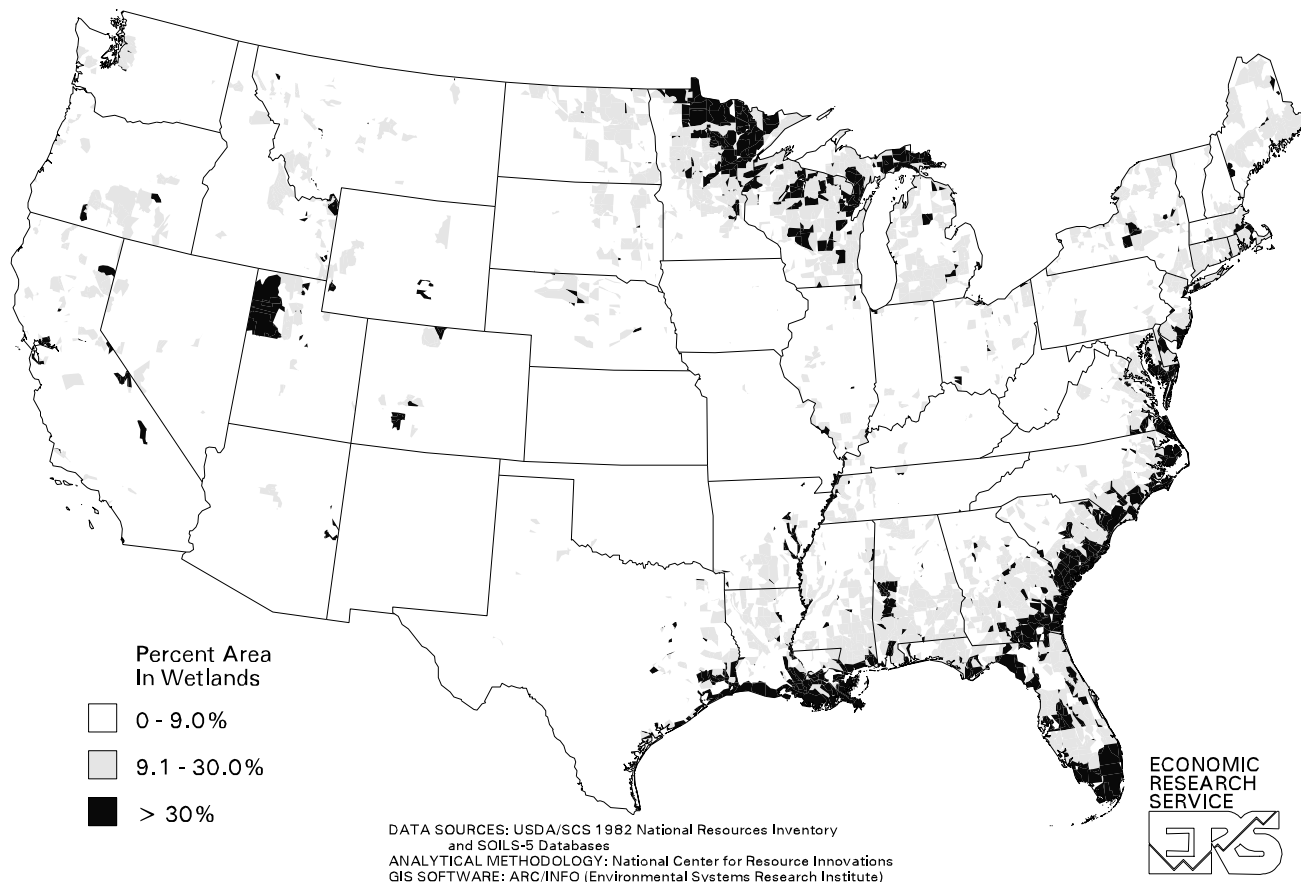 Percent Area
In Wetlands
0 - 9.0%
9.1 - 30.0%
> 30%
DATA SOURCES: USDA/SCS 1982 National Resources Inventory
and SOILS-5 Databases
ANALYTICAL METHODOLOGY: National Center for Resource Innovations
GIS SOFTWARE: ARC/INFO (Environmental Systems Research Institute)
ECONOMIC
RESEARCH
SERVICE
ERS